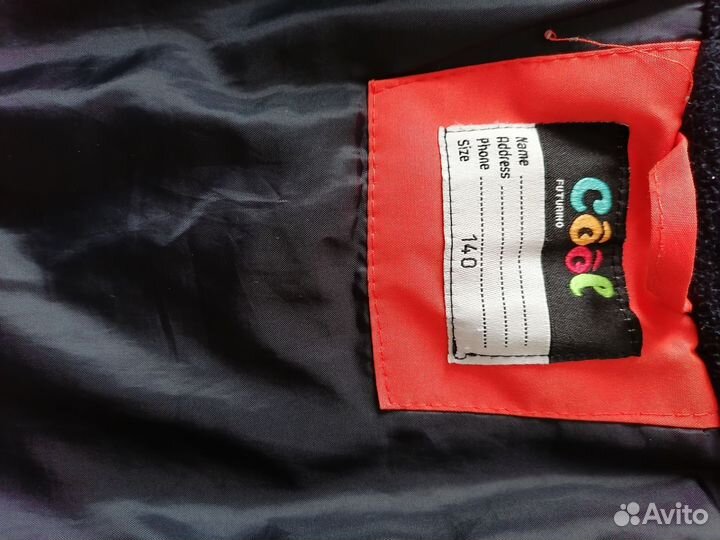 FUTURINO
cool
Name
Address
Phone
Size 140
Avito